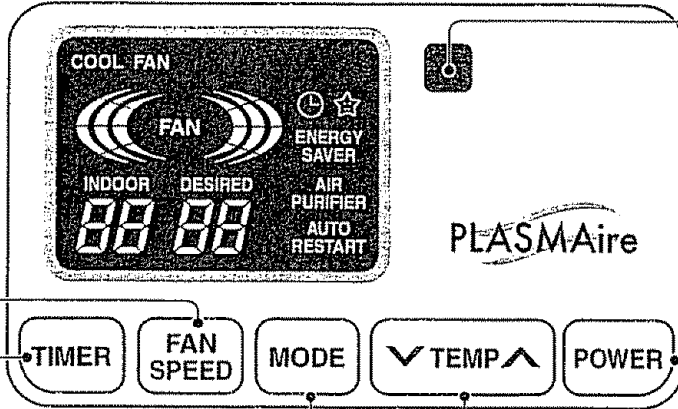 COOL FAN
FAN
ENERGY
SAVER
INDOOR DESIRED
88 88
AIR
PURIFIER
AUTO
RESTART
PLASMAire
TIMER
FAN
SPEED
MODE
TEMP
POWER